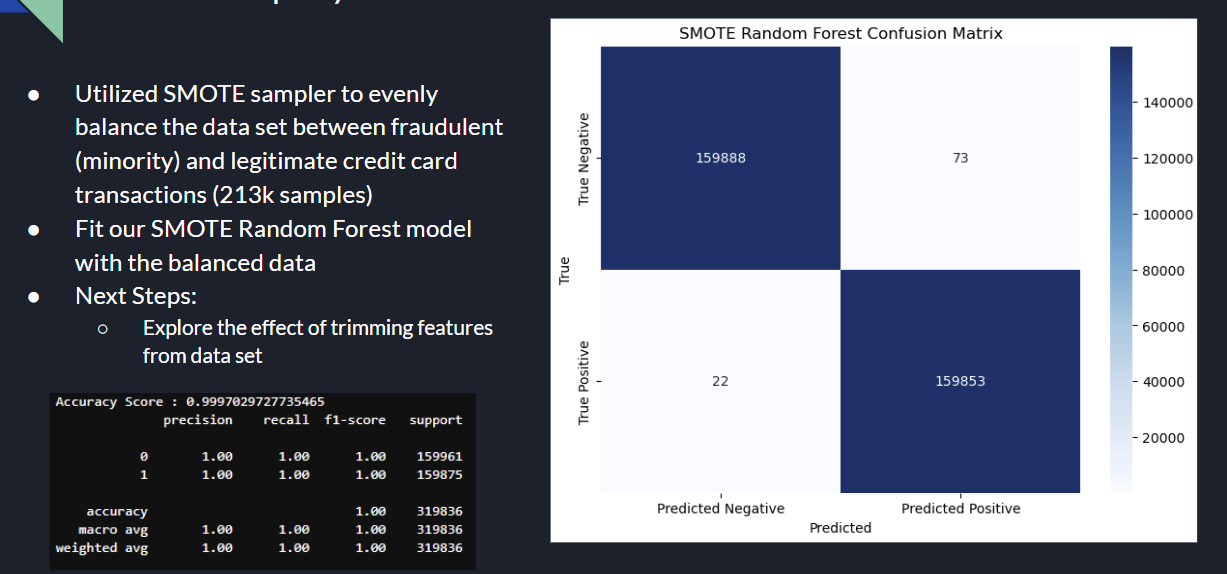 ● Utilized SMOTE sampler to evenly
balance the data set between fraudulent
(minority) and legitimate credit card
transactions (213k samples)
● Fit our SMOTE Random Forest model
with the balanced data
● Next Steps:
○ Explore the effect of trimming features
from data set
Accuracy Score : 0.9997029727735465
precision recall f1-score support
0 1.00 1.00 1.00 159961
1 1.00 1.00 1.00 159875
accuracy 1.00 319836
macro avg 1.00 1.00 1.00 319836
weighted avg 1.00 1.00 1.00 319836
SMOTE Random Forest Confusion Matrix
True
True Negative
True Positive
159888 73
22 159853
Predicted Negative Predicted Positive
Predicted
140000
120000
100000
80000
60000
40000
20000